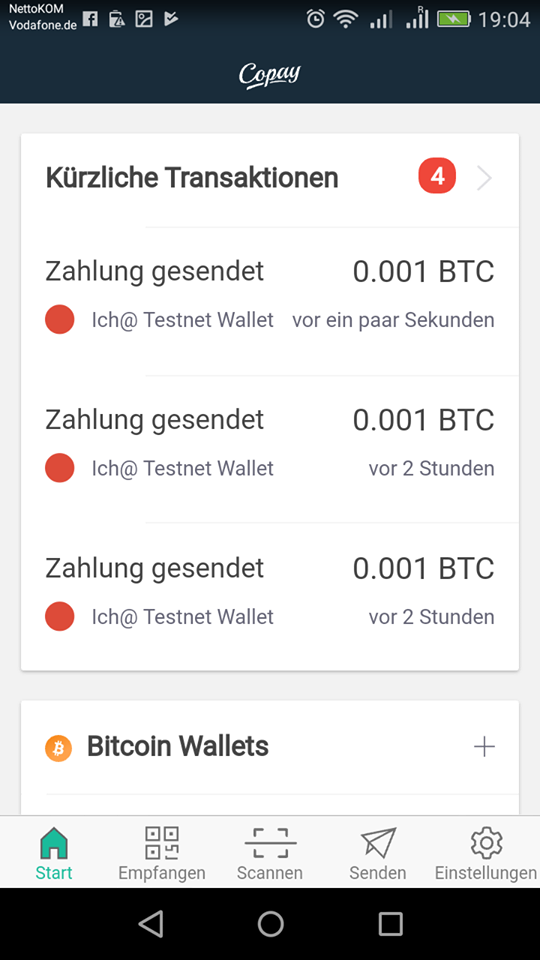 NettoKOM
Vodafone.de
R
19:04
Copay
Kürzliche Transaktionen 4
Zahlung gesendet 0.001 BTC
Ich@ Testnet Wallet vor ein paar Sekunden
Zahlung gesendet 0.001 BTC
Ich@ Testnet Wallet vor 2 Stunden
Zahlung gesendet 0.001 BTC
Ich@ Testnet Wallet vor 2 Stunden
Bitcoin Wallets
Start Empfangen Scannen Senden Einstellungen